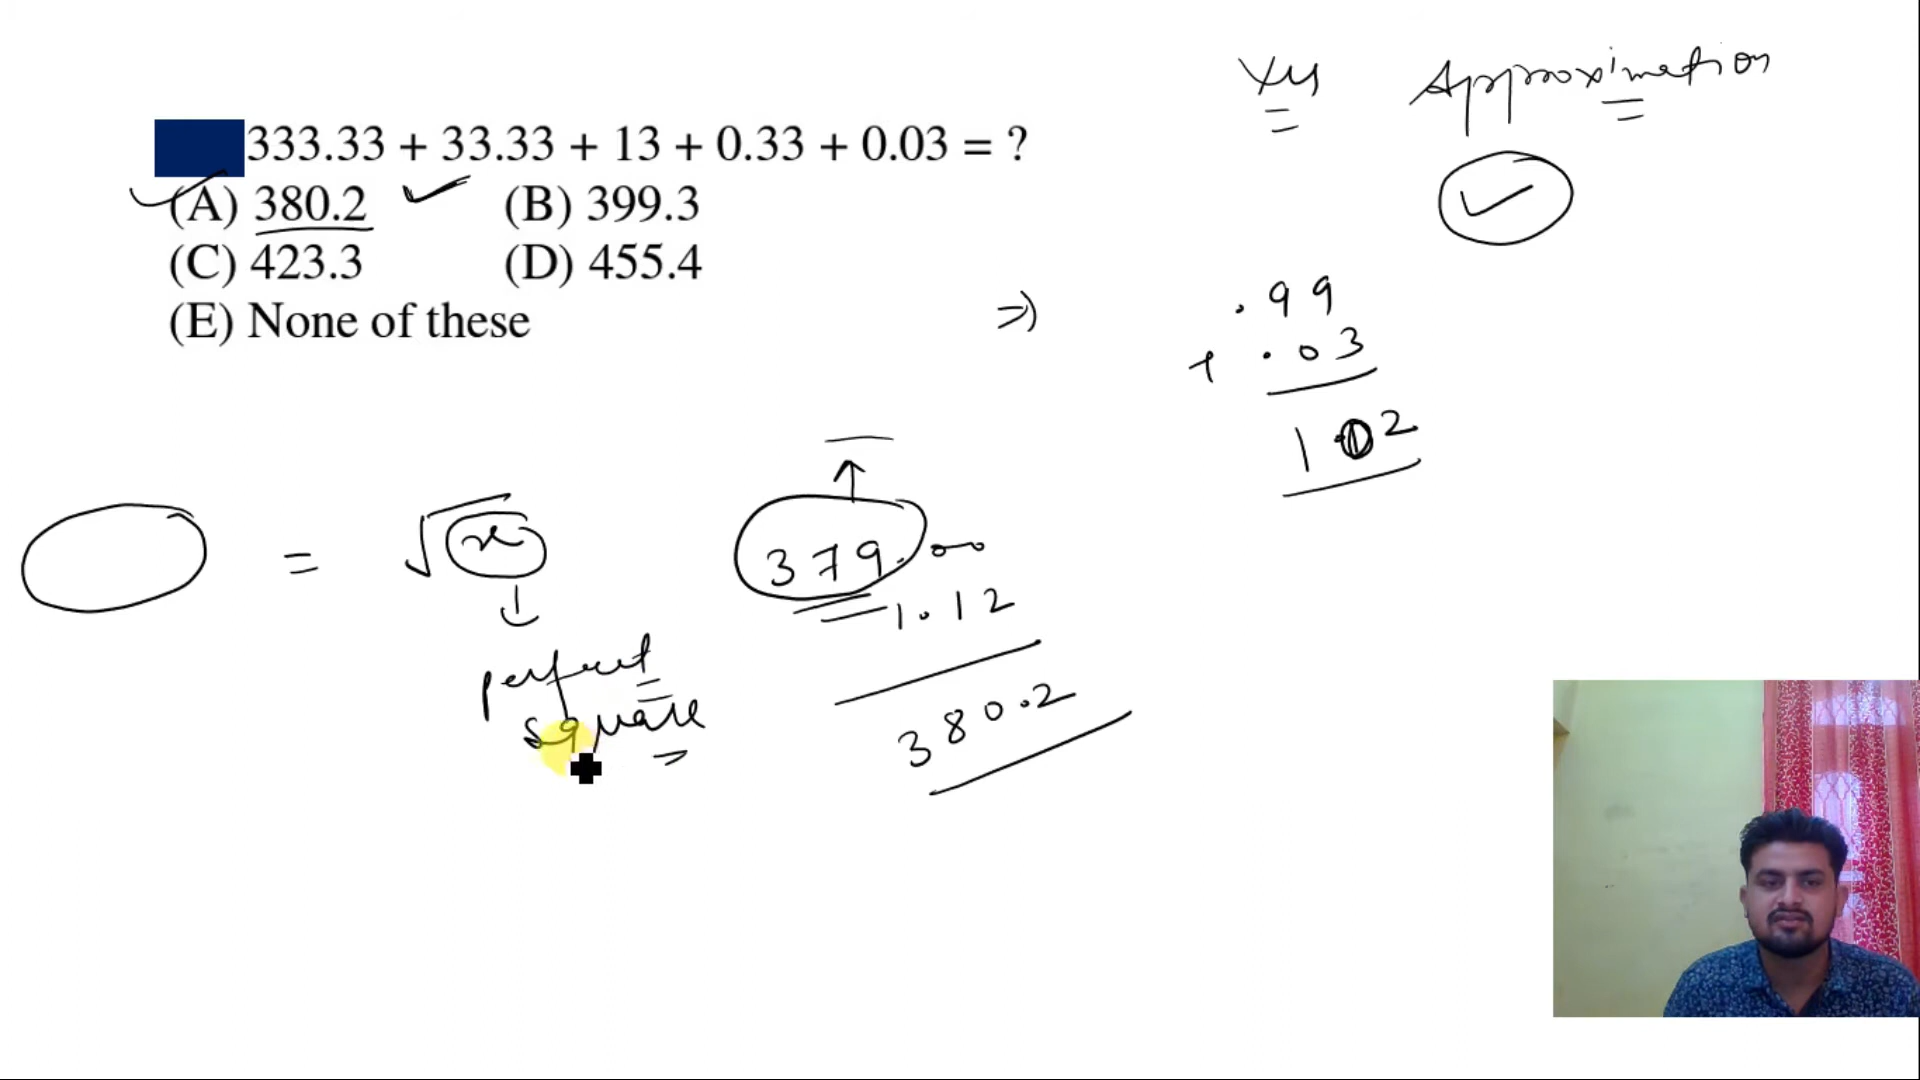 Yes Approximation
333.33 + 33.33 + 13 + 0.33 + 0.03 = ?
(A) 380.2 (B) 399.3
(C) 423.3 (D) 455.4
(E) None of these
⇒
.99
+ .03
1.02
= √x
379.00
1.12
380.2
perfect
square